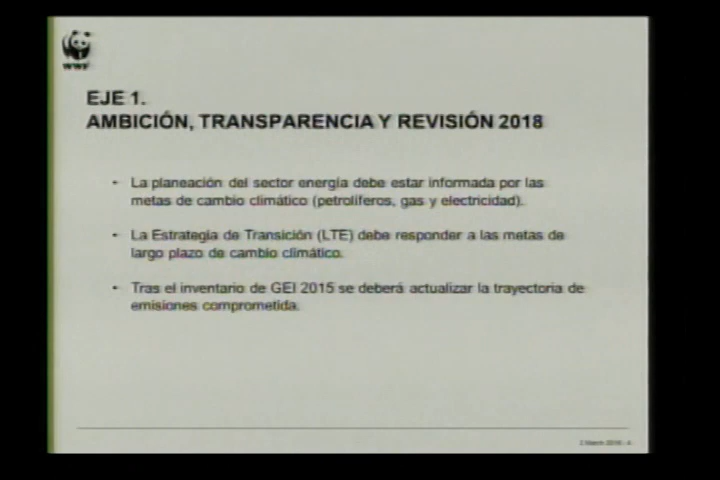 WWF
EJE 1.
AMBICIÓN, TRANSPARENCIA Y REVISIÓN 2018
- La planeación del sector energía debe estar informada por las
metas de cambio climático (petrolíferos, gas y electricidad).
- La Estrategia de Transición (LTE) debe responder a las metas de
largo plazo de cambio climático.
- Tras el inventario de GEI 2015 se deberá actualizar la trayectoria de
emisiones comprometida.